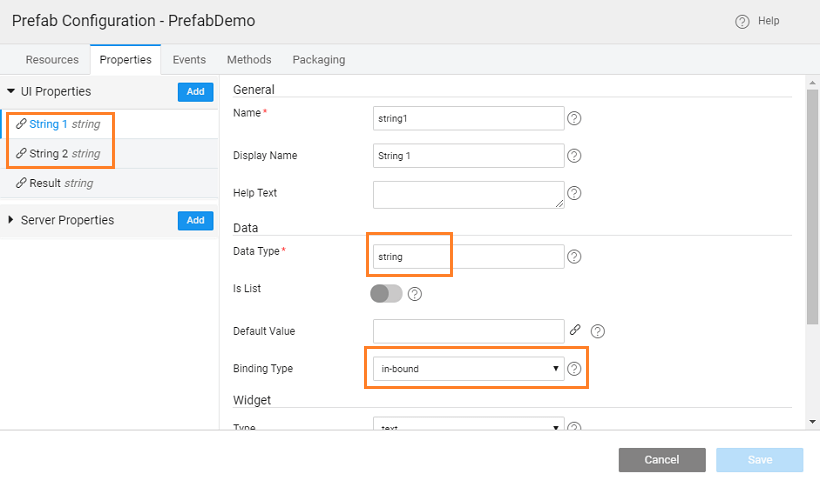 Prefab Configuration - PrefabDemo
Help
Resources Properties Events Methods Packaging
UI Properties Add
String 1 string
String 2 string
Result string
Server Properties Add
General
Name* string1
Display Name String 1
Help Text
Data
Data Type* string
Is List
Default Value
Binding Type in-bound
Widget
Type text
Cancel Save